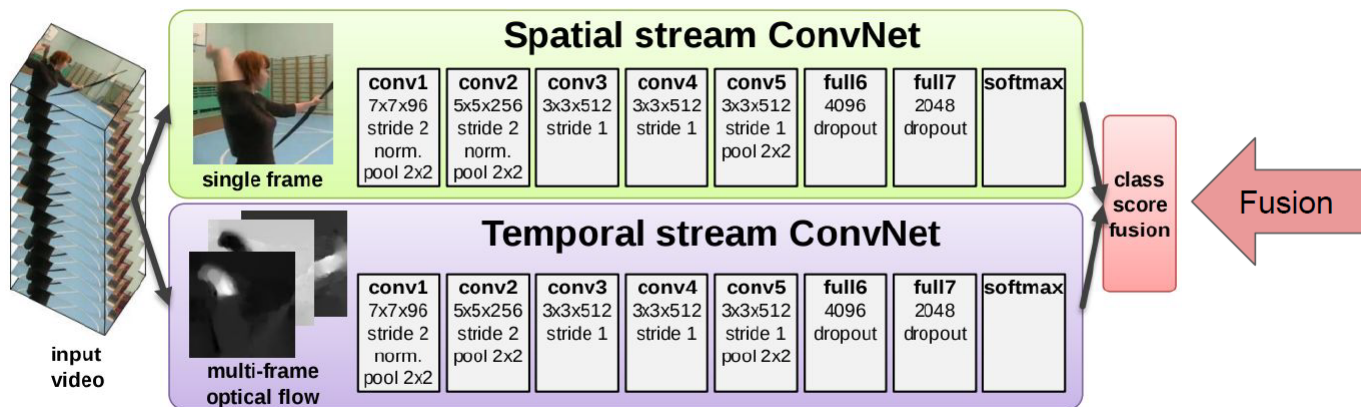 Spatial stream ConvNet
conv1
7x7x96
stride 2
norm.
pool 2x2
conv2
5x5x256
stride 2
norm.
pool 2x2
conv3
3x3x512
stride 1
conv4
3x3x512
stride 1
conv5
3x3x512
stride 1
pool 2x2
full6
4096
dropout
full7
2048
dropout
softmax
single frame
Temporal stream ConvNet
conv1
7x7x96
stride 2
norm.
pool 2x2
conv2
5x5x256
stride 2
pool 2x2
conv3
3x3x512
stride 1
conv4
3x3x512
stride 1
conv5
3x3x512
stride 1
pool 2x2
full6
4096
dropout
full7
2048
dropout
softmax
multi-frame
optical flow
input
video
class
score
fusion
Fusion